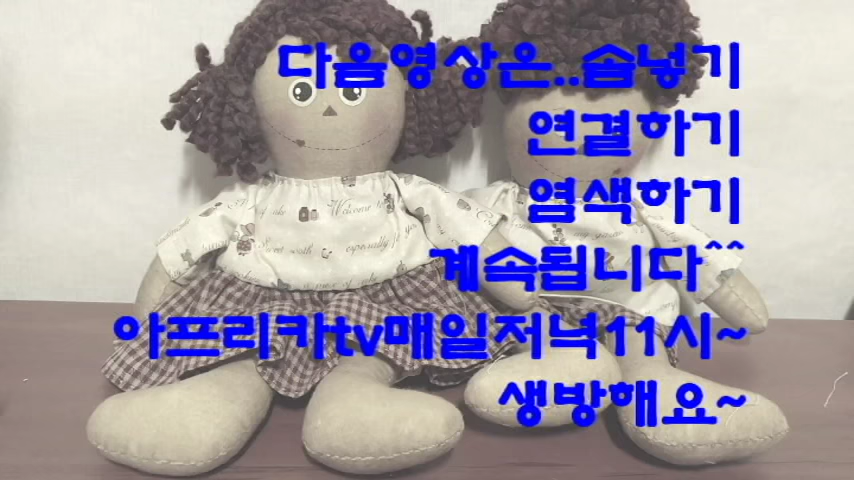 다음영상은..솜넣기
연결하기
염색하기
계속됩니다^^
아프리카tv매일저녁11시~
생방해요~